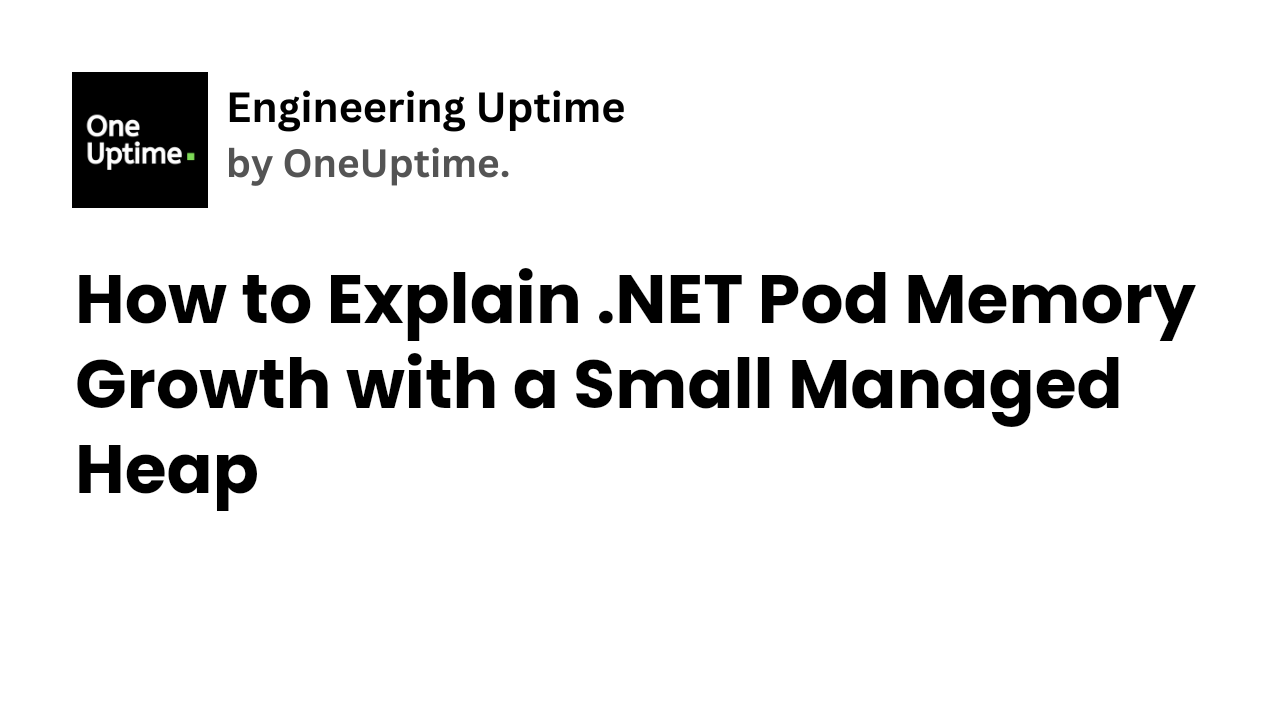 One
Uptime
Engineering Uptime
by OneUptime.
How to Explain .NET Pod Memory
Growth with a Small Managed
Heap